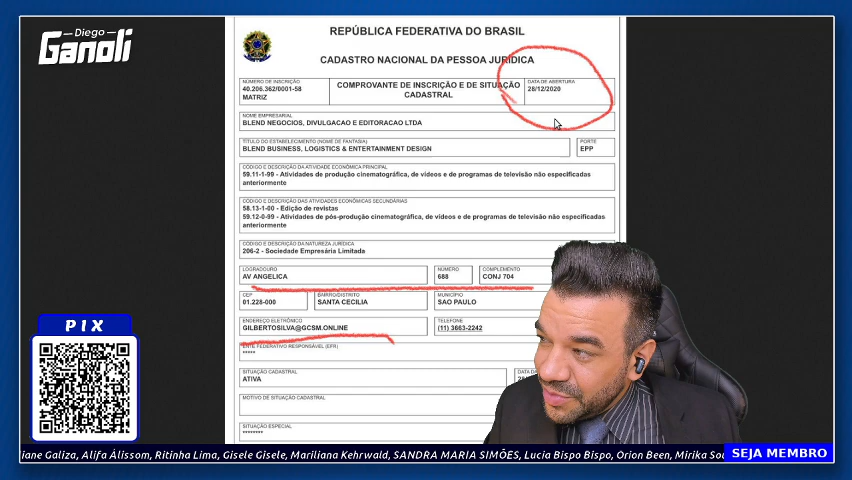 Diego
GANOLI
REPÚBLICA FEDERATIVA DO BRASIL
CADASTRO NACIONAL DA PESSOA JURÍDICA
NÚMERO DE INSCRIÇÃO
40.206.362/0001-58
MATRIZ
COMPROVANTE DE INSCRIÇÃO E DE SITUAÇÃO
CADASTRAL
DATA DE ABERTURA
28/12/2020
NOME EMPRESARIAL
BLEND NEGOCIOS, DIVULGACAO E EDITORACAO LTDA
TÍTULO DO ESTABELECIMENTO (NOME DE FANTASIA)
BLEND BUSINESS, LOGISTICS & ENTERTAINMENT DESIGN
PORTE
EPP
CÓDIGO E DESCRIÇÃO DA ATIVIDADE ECONÔMICA PRINCIPAL
59.11-1-99 - Atividades de produção cinematográfica, de vídeos e de programas de televisão não especificadas
anteriormente
CÓDIGO E DESCRIÇÃO DAS ATIVIDADES ECONÔMICAS SECUNDÁRIAS
58.13-1-00 - Edição de revistas
59.12-0-99 - Atividades de pós-produção cinematográfica, de vídeos e de programas de televisão não especificadas
anteriormente
CÓDIGO E DESCRIÇÃO DA NATUREZA JURÍDICA
206-2 - Sociedade Empresária Limitada
LOGRADOURO
AV ANGELICA
NÚMERO
688
COMPLEMENTO
CONJ 704
CEP
01.228-000
BAIRRO/DISTRITO
SANTA CECILIA
MUNICÍPIO
SAO PAULO
ENDEREÇO ELETRÔNICO
GILBERTOSILVA@GCSM.ONLINE
TELEFONE
(11) 3663-2242
ENTE FEDERATIVO RESPONSÁVEL (EFR)
*****
SITUAÇÃO CADASTRAL
ATIVA
MOTIVO DE SITUAÇÃO CADASTRAL
SITUAÇÃO ESPECIAL
********
PIX
iane Galiza, Alifa Álissom, Ritinha Lima, Gisele Gisele, Mariliana Kehrwald, SANDRA MARIA SIMÕES, Lucia Bispo Bispo, Orion Been, Mirika Sou
SEJA MEMBRO